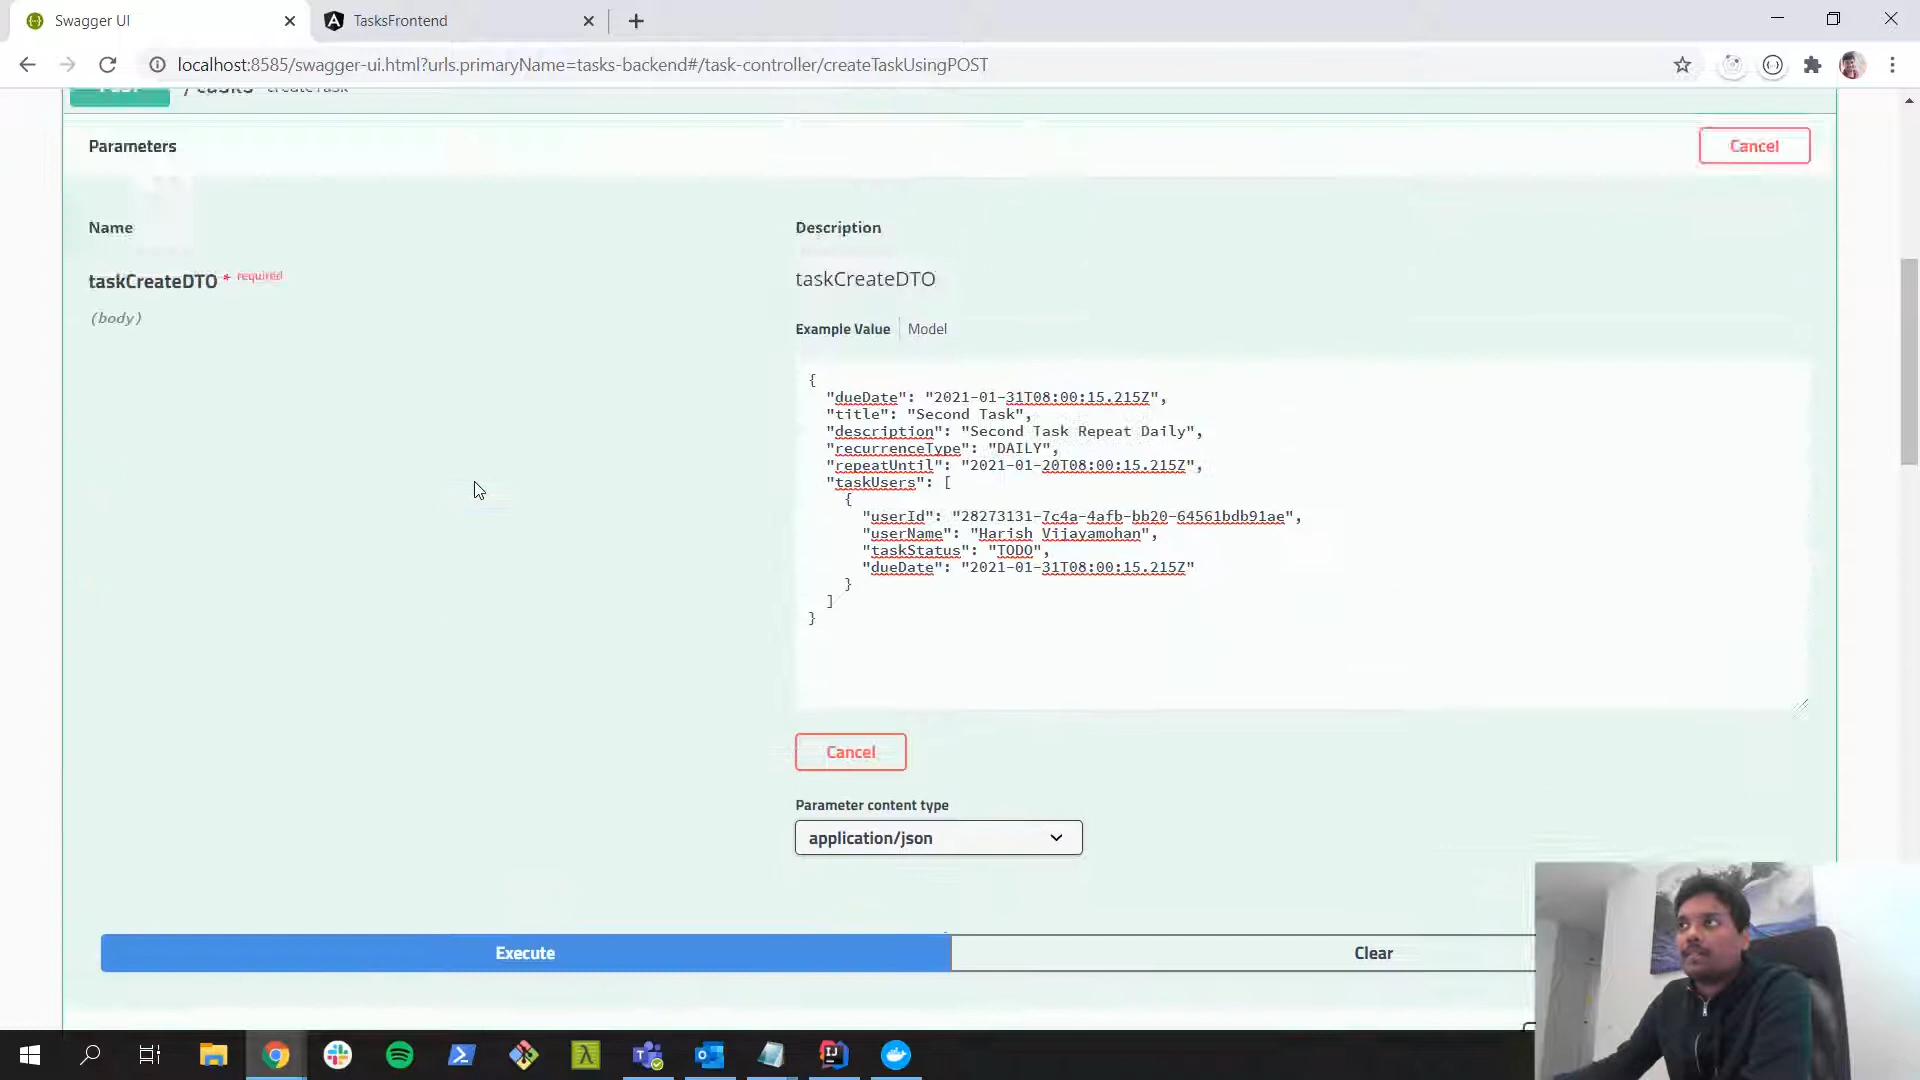 Swagger UI
TasksFrontend
localhost:8585/swagger-ui.html?urls.primaryName=tasks-backend#/task-controller/createTaskUsingPOST
POST /tasks createTask
Parameters
Cancel
Name
Description
taskCreateDTO * required
(body)
taskCreateDTO
Example Value Model
{
"dueDate": "2021-01-31T08:00:15.215Z",
"title": "Second Task",
"description": "Second Task Repeat Daily",
"recurrenceType": "DAILY",
"repeatUntil": "2021-01-20T08:00:15.215Z",
"taskUsers": [
{
"userId": "28273131-7c4a-4afb-bb20-64561bdb91ae",
"userName": "Harish Vijayamohan",
"taskStatus": "TODO",
"dueDate": "2021-01-31T08:00:15.215Z"
}
]
}
Cancel
Parameter content type
application/json
Execute
Clear